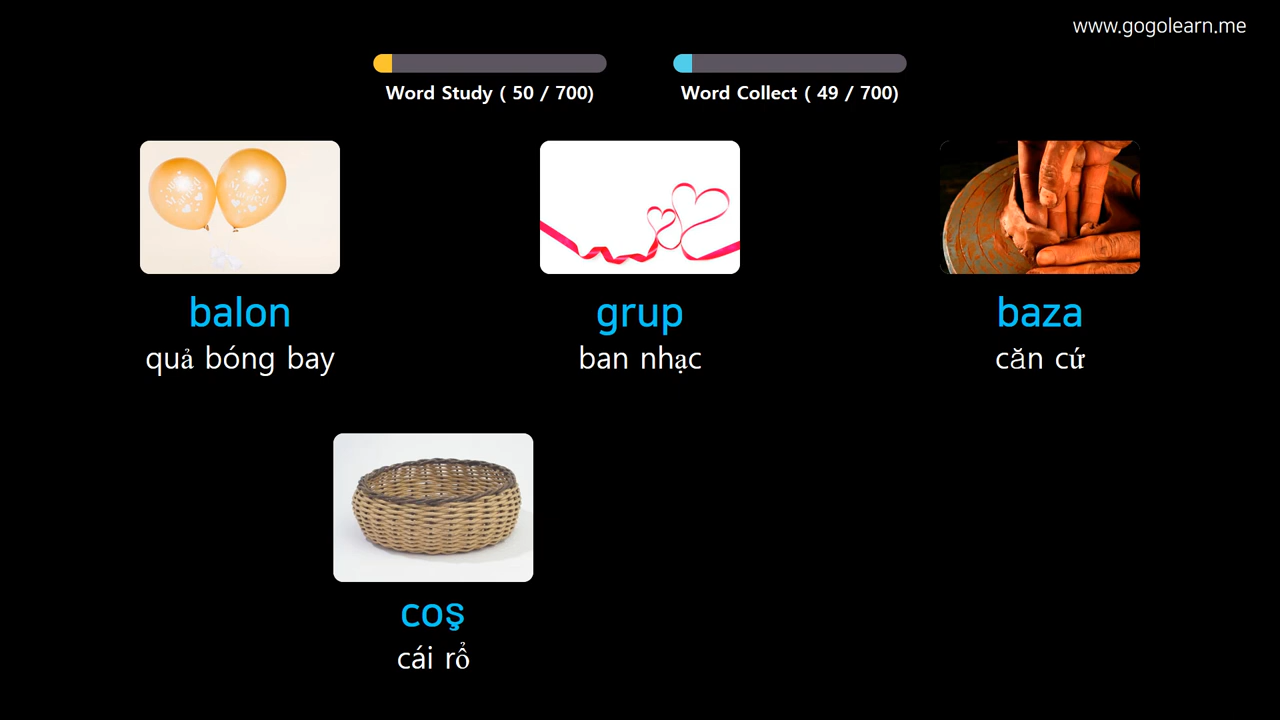 www.gogolearn.me
Word Study ( 50 / 700)
Word Collect ( 49 / 700)
balon
quả bóng bay
grup
ban nhạc
baza
căn cứ
coş
cái rổ